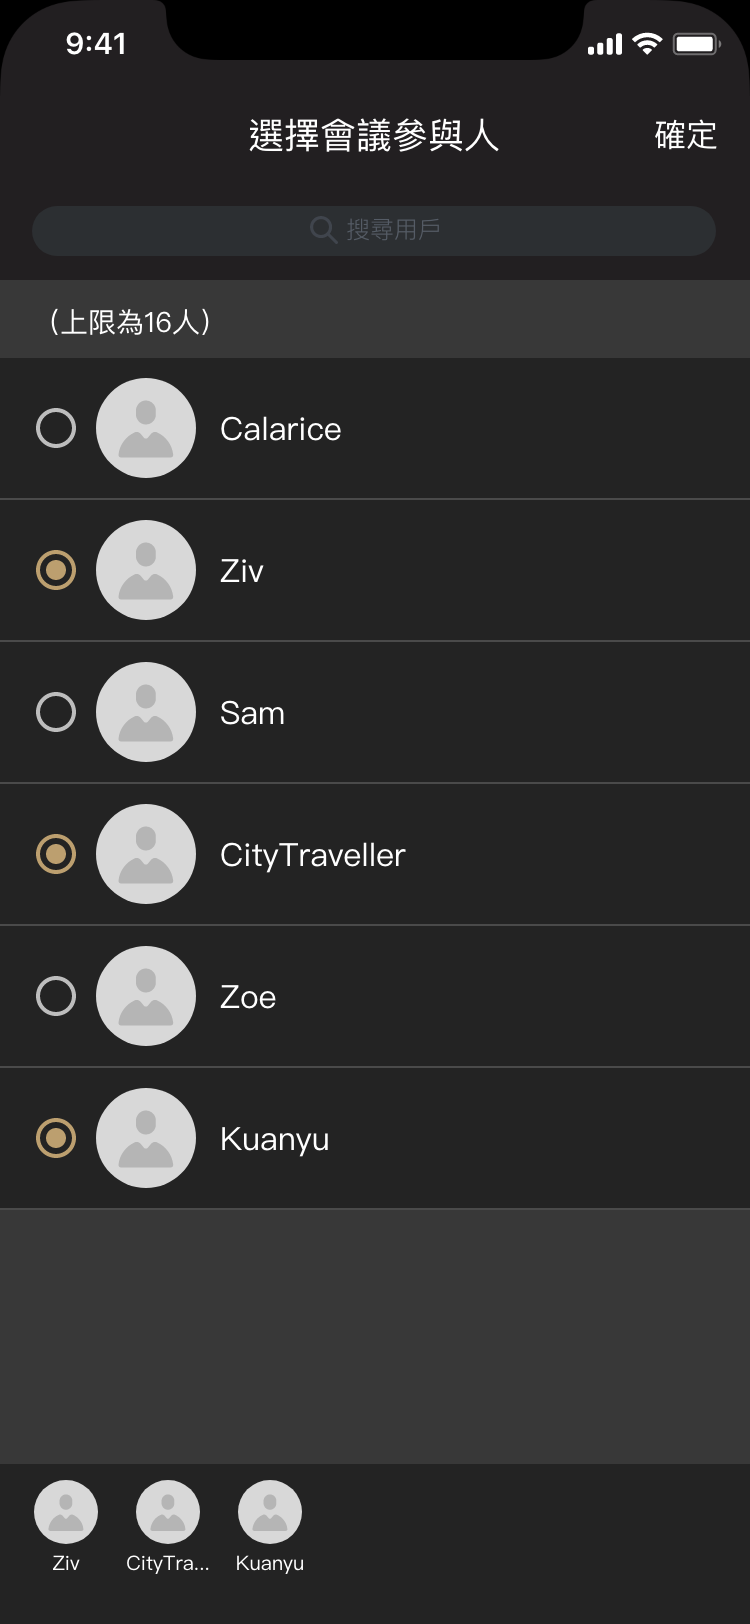 9:41
選擇會議參與人
確定
搜尋用戶
（上限為16人）
Calarice
Ziv
Sam
CityTraveller
Zoe
Kuanyu
Ziv
CityTra...
Kuanyu